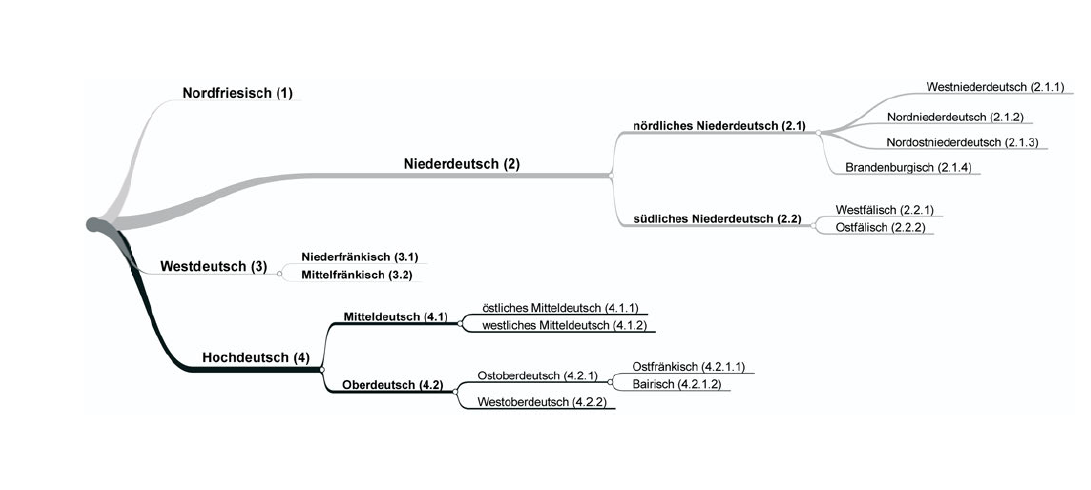 Nordfriesisch (1)
Niederdeutsch (2)
nördliches Niederdeutsch (2.1)
Westniederdeutsch (2.1.1)
Nordniederdeutsch (2.1.2)
Nordostniederdeutsch (2.1.3)
Brandenburgisch (2.1.4)
südliches Niederdeutsch (2.2)
Westfälisch (2.2.1)
Ostfälisch (2.2.2)
Westdeutsch (3)
Niederfränkisch (3.1)
Mittelfränkisch (3.2)
Hochdeutsch (4)
Mitteldeutsch (4.1)
östliches Mitteldeutsch (4.1.1)
westliches Mitteldeutsch (4.1.2)
Oberdeutsch (4.2)
Ostoberdeutsch (4.2.1)
Ostfränkisch (4.2.1.1)
Bairisch (4.2.1.2)
Westoberdeutsch (4.2.2)